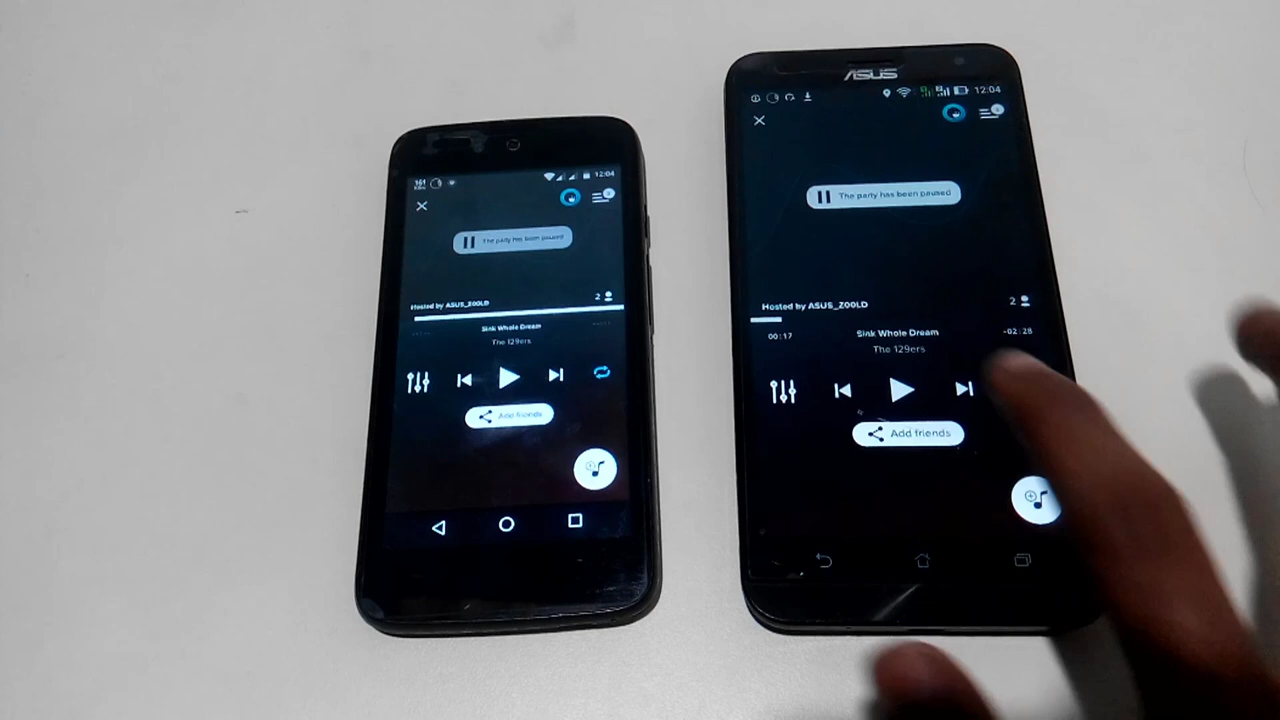 12:04
The party has been paused
Hosted by ASUS_Z00LD
2
Sink Whole Dream
The 129ers
Add friends
ASUS
12:04
The party has been paused
Hosted by ASUS_Z00LD
2
00:17
Sink Whole Dream
-02:28
The 129ers
Add friends